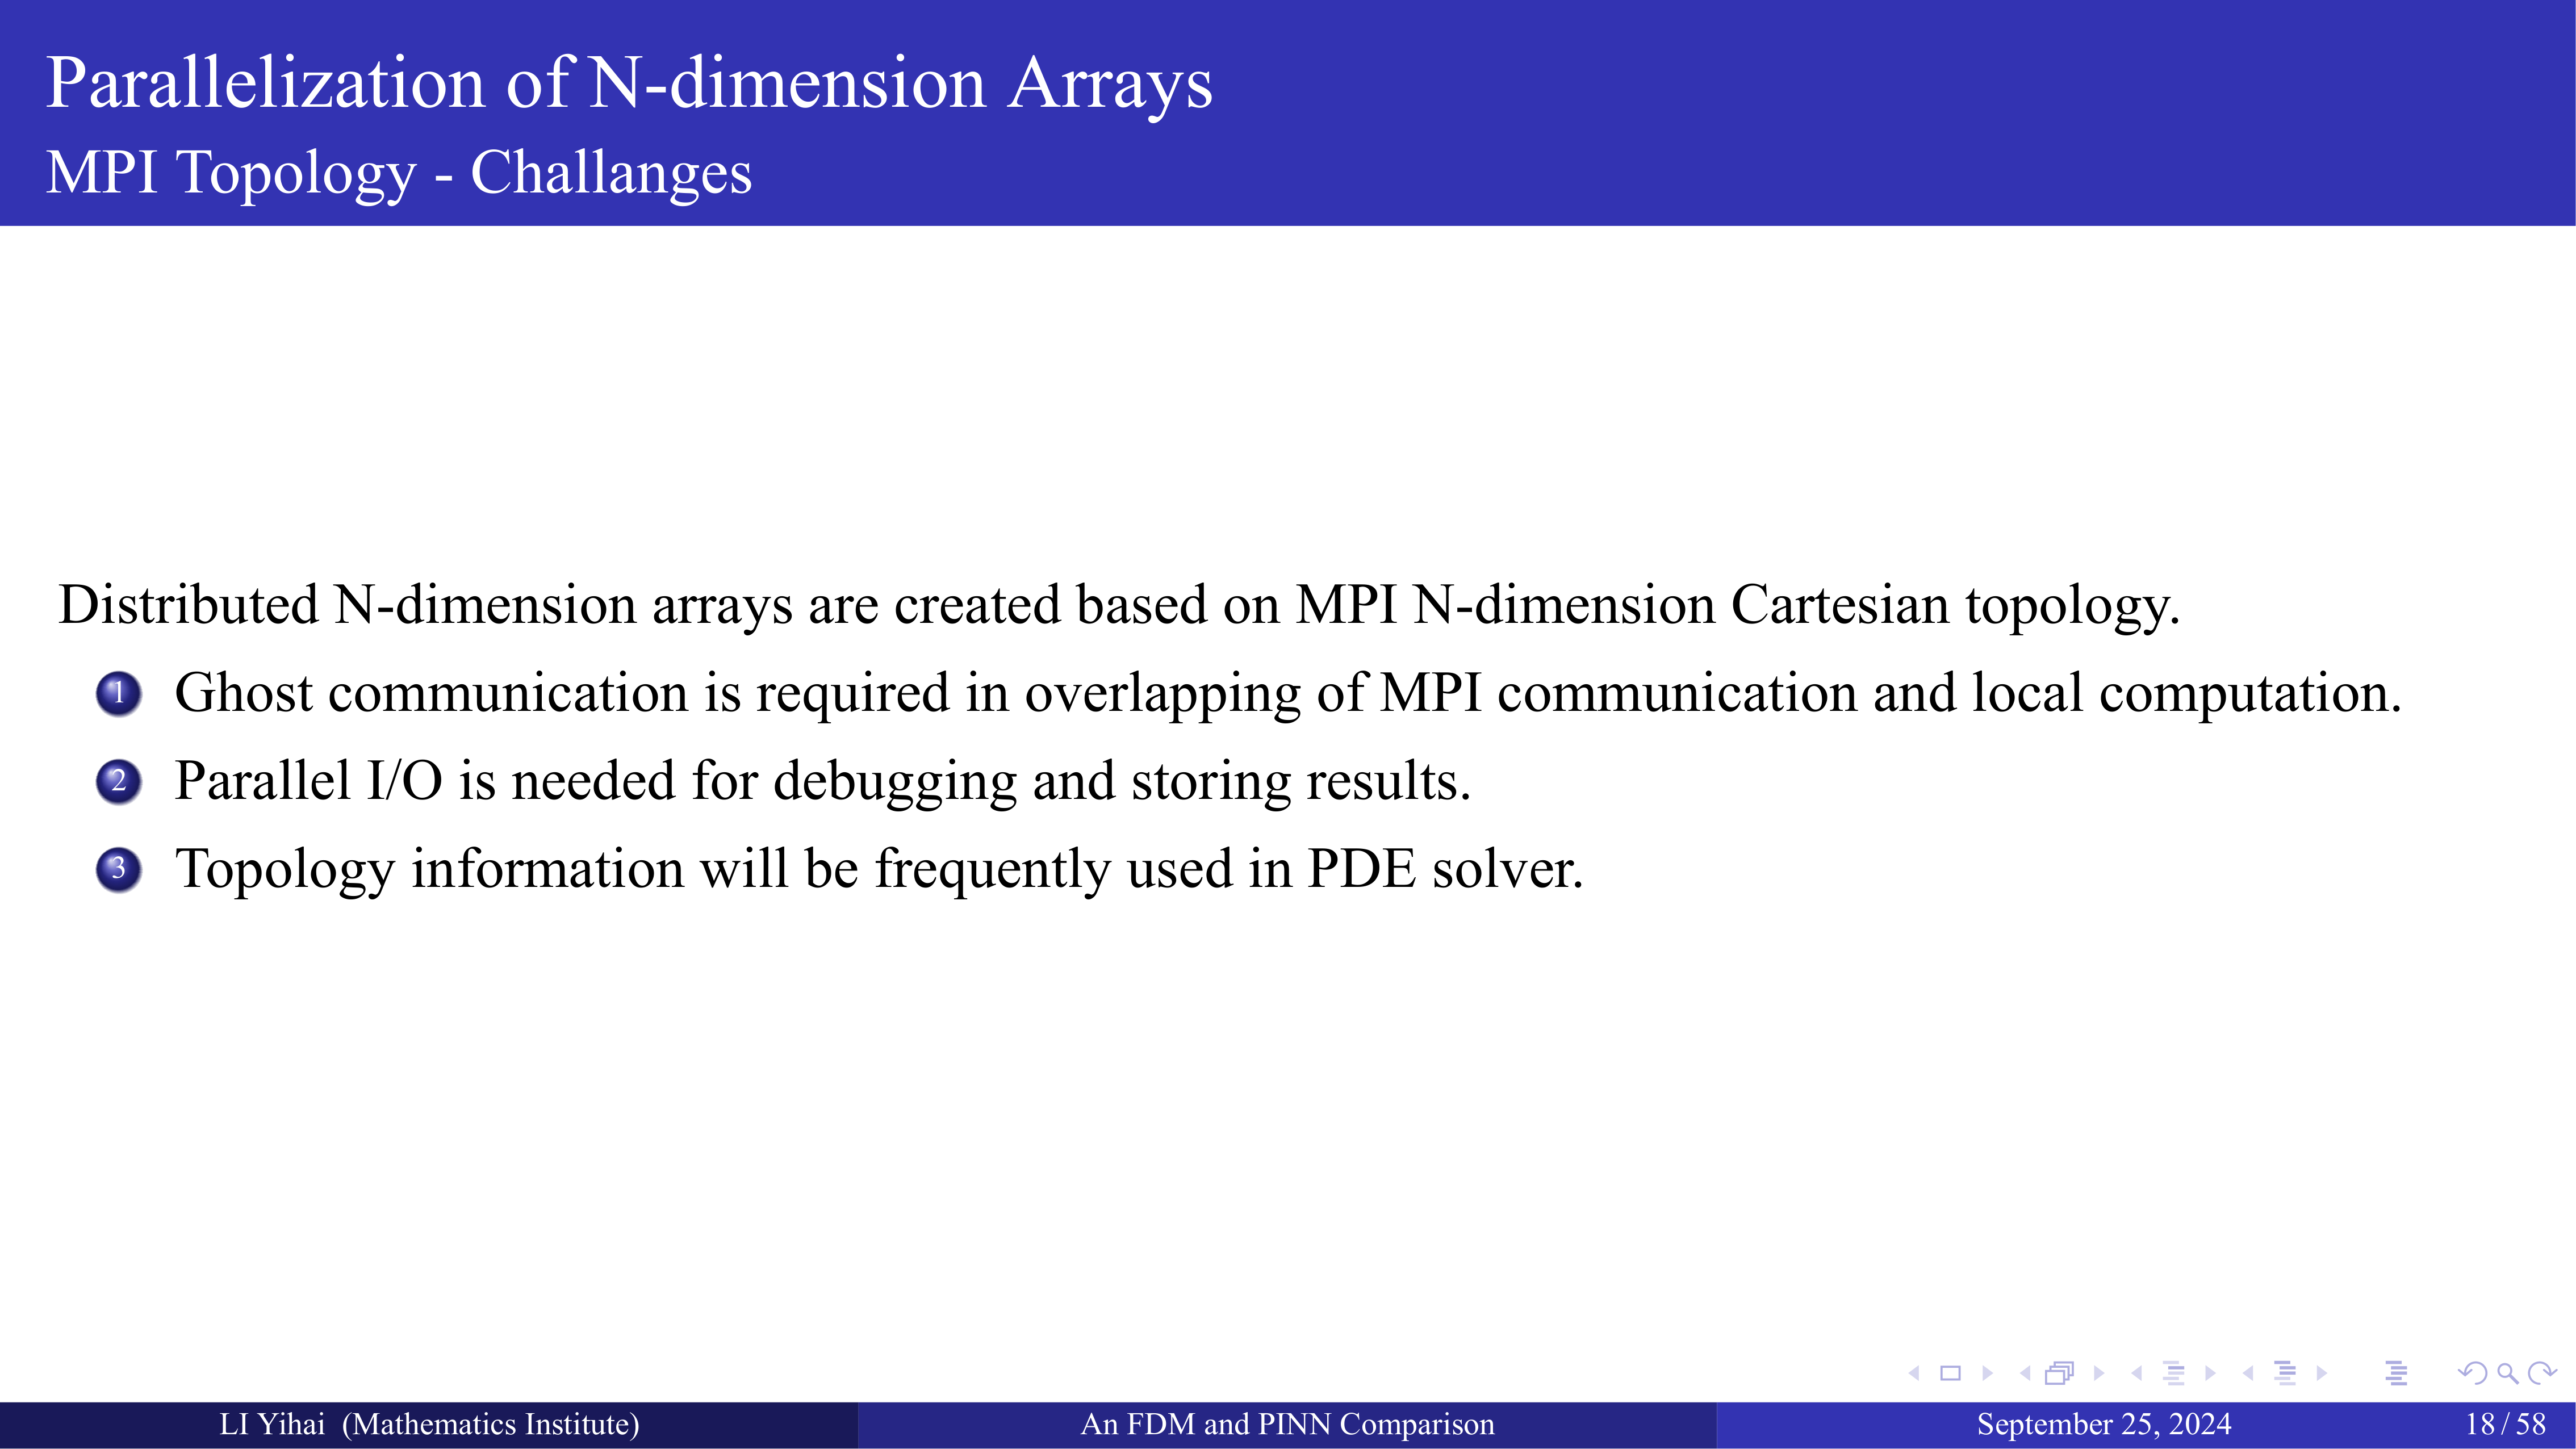 Parallelization of N-dimension Arrays
MPI Topology - Challanges
Distributed N-dimension arrays are created based on MPI N-dimension Cartesian topology.
1 Ghost communication is required in overlapping of MPI communication and local computation.
2 Parallel I/O is needed for debugging and storing results.
3 Topology information will be frequently used in PDE solver.
LI Yihai (Mathematics Institute) An FDM and PINN Comparison September 25, 2024 18 / 58